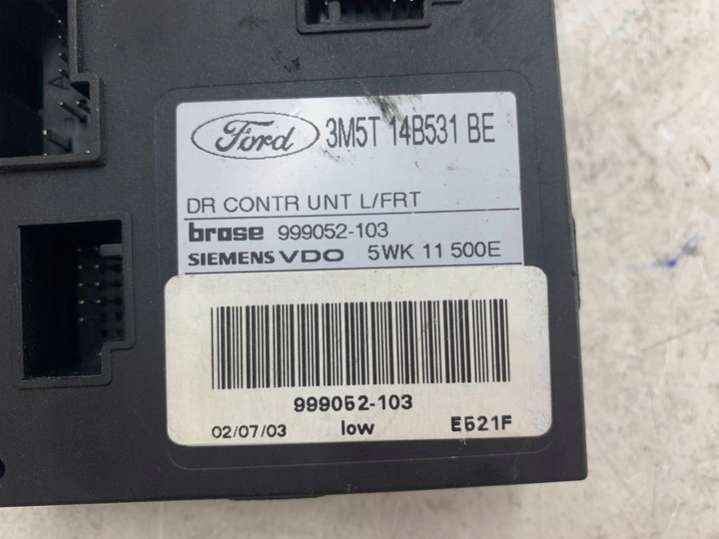 Ford 3M5T 14B531 BE
DR CONTR UNT L/FRT
brose 999052-103
SIEMENS VDO 5WK 11 500E
999052-103
02/07/03 low E521F